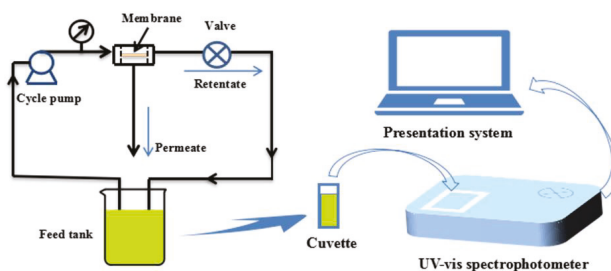 Membrane
Valve
Cycle pump
Retentate
Permeate
Feed tank
Cuvette
Presentation system
UV-vis spectrophotometer